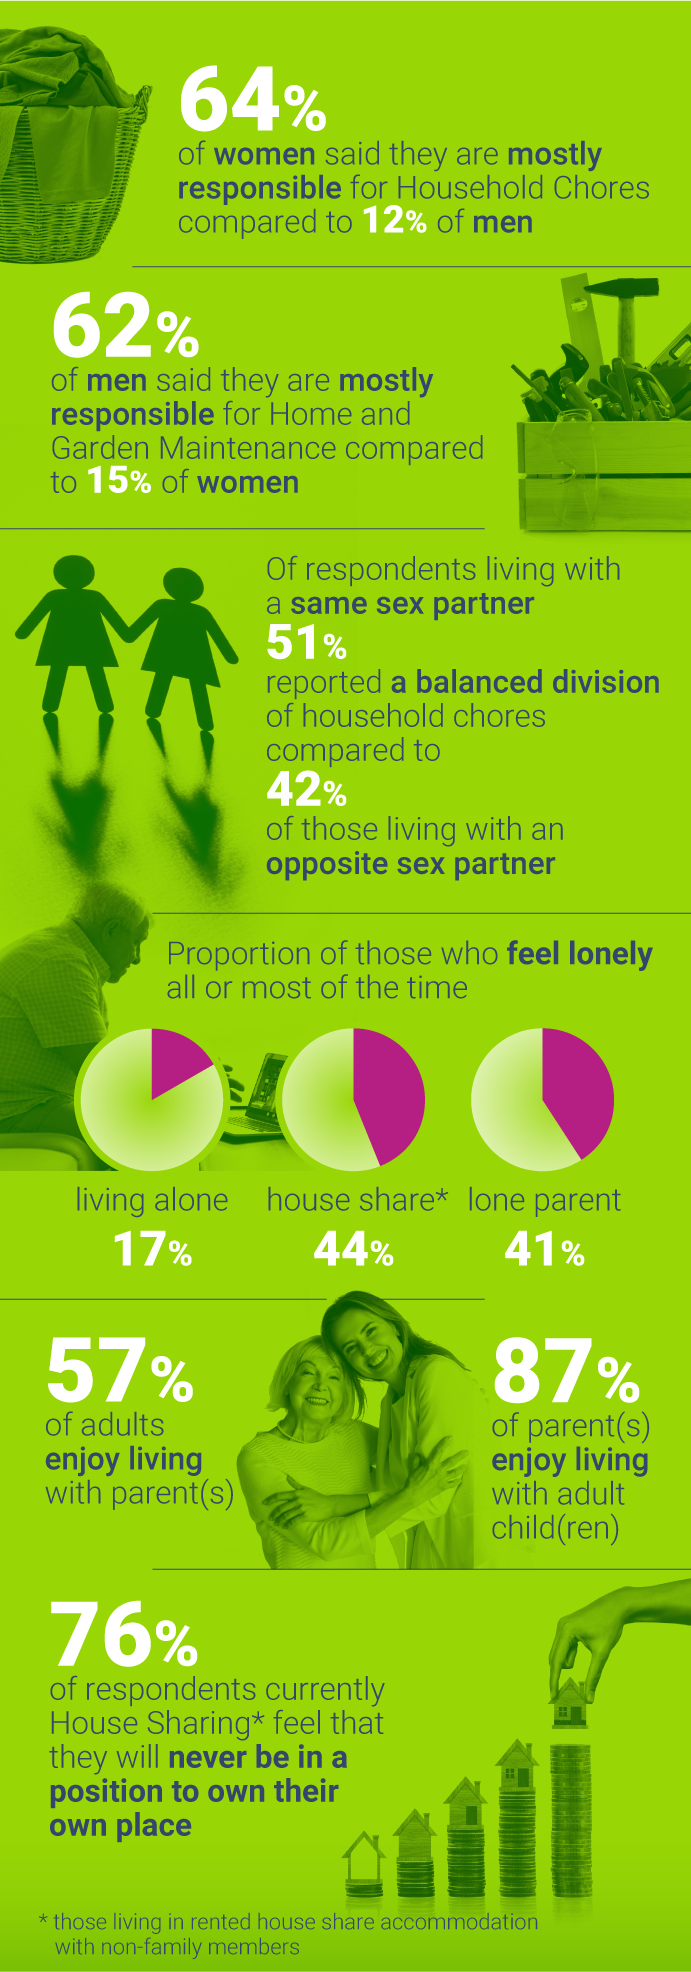 64%
of women said they are mostly
responsible for Household Chores
compared to 12% of men
62%
of men said they are mostly
responsible for Home and
Garden Maintenance compared
to 15% of women
Of respondents living with
a same sex partner
51%
reported a balanced division
of household chores
compared to
42%
of those living with an
opposite sex partner
Proportion of those who feel lonely
all or most of the time
living alone
17%
house share*
44%
lone parent
41%
57%
of adults
enjoy living
with parent(s)
87%
of parent(s)
enjoy living
with adult
child(ren)
76%
of respondents currently
House Sharing* feel that
they will never be in a
position to own their
own place
* those living in rented house share accommodation
with non-family members